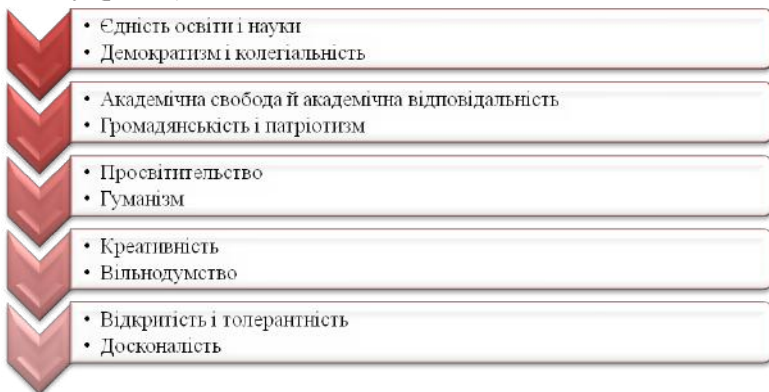 • Єдність освіти і науки
• Демократизм і колегіальність
• Академічна свобода й академічна відповідальність
• Громадянськість і патріотизм
• Просвітительство
• Гуманізм
• Креативність
• Вільнодумство
• Відкритість і толерантність
• Досконалість